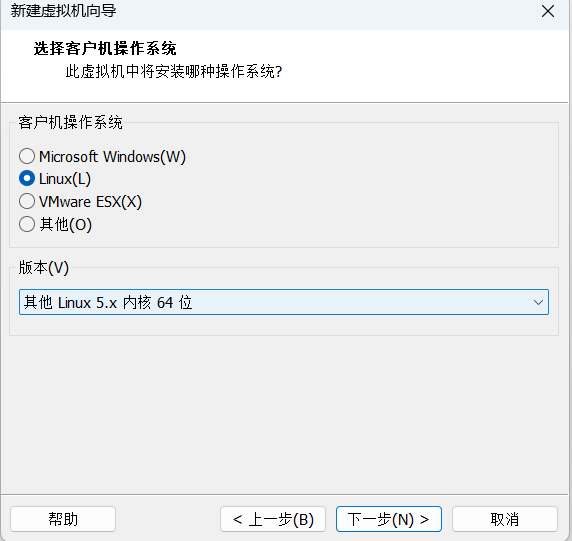 新建虚拟机向导
选择客户机操作系统
此虚拟机中将安装哪种操作系统?
客户机操作系统
Microsoft Windows(W)
Linux(L)
VMware ESX(X)
其他(O)
版本(V)
其他 Linux 5.x 内核 64 位
帮助
< 上一步(B)
下一步(N) >
取消